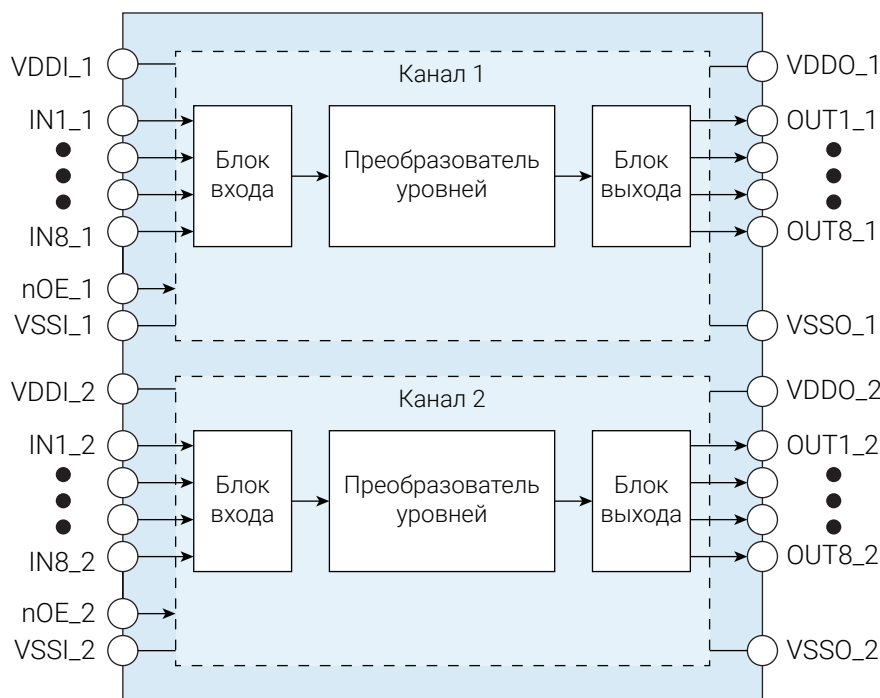 Канал 1
VDDI_1
VDDO_1
IN1_1
OUT1_1
Блок
входа
Преобразователь
уровней
Блок
выхода
IN8_1
OUT8_1
nOE_1
VSSI_1
VSSO_1
Канал 2
VDDI_2
VDDO_2
IN1_2
OUT1_2
Блок
входа
Преобразователь
уровней
Блок
выхода
IN8_2
OUT8_2
nOE_2
VSSI_2
VSSO_2